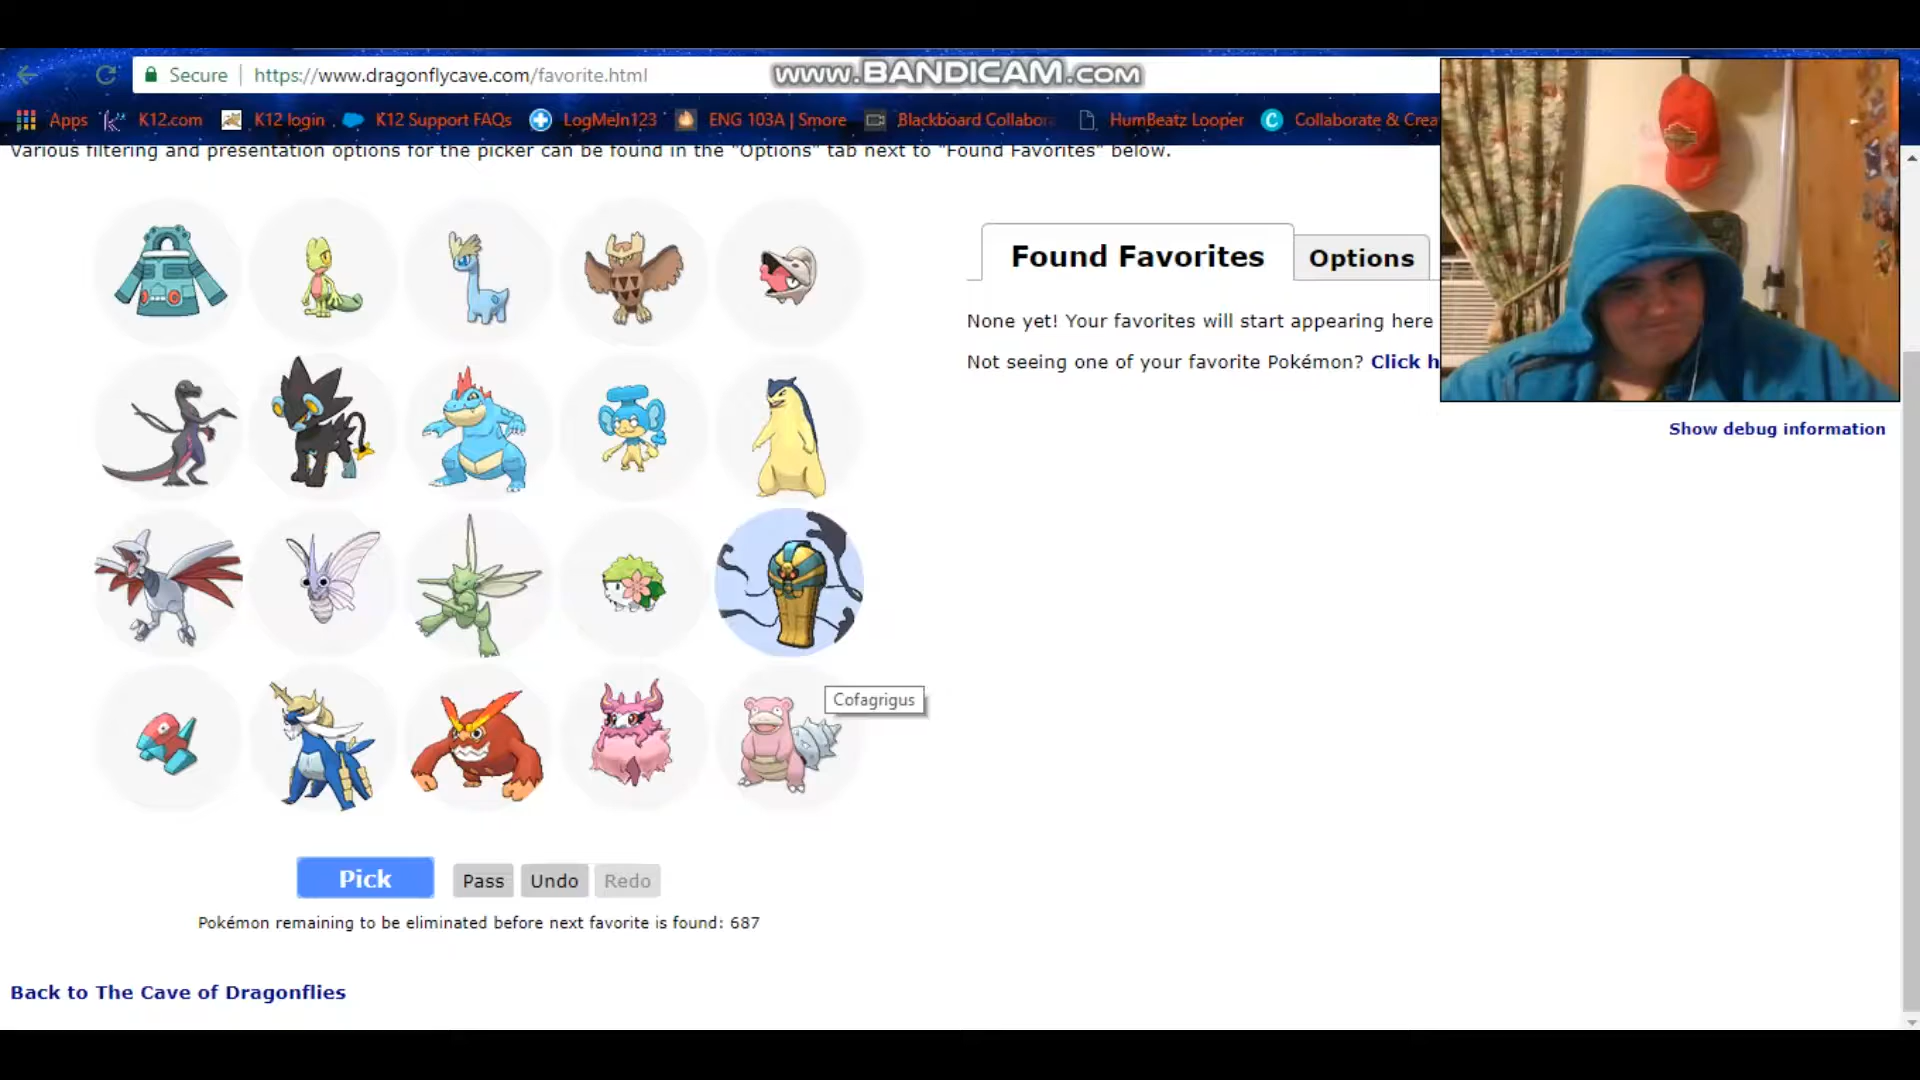 Secure
https://www.dragonflycave.com/favorite.html
www.BANDICAM.com
Apps
K12.com
K12 login
K12 Support FAQs
LogMeIn123
ENG 103A | Smore
Blackboard Collabor
HumBeatz Looper
Collaborate & Crea
Various filtering and presentation options for the picker can be found in the "Options" tab next to "Found Favorites" below.
Found Favorites
Options
None yet! Your favorites will start appearing here
Not seeing one of your favorite Pokémon? Click h
Show debug information
Cofagrigus
Pick
Pass
Undo
Redo
Pokémon remaining to be eliminated before next favorite is found: 687
Back to The Cave of Dragonflies